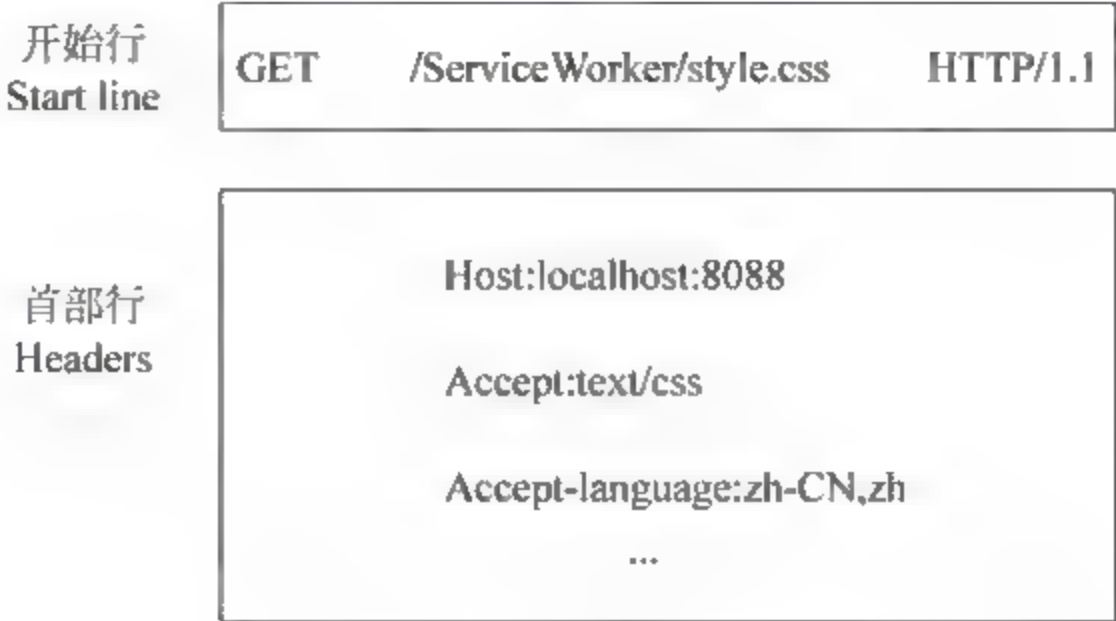 开始行
Start line
GET /ServiceWorker/style.css HTTP/1.1
首部行
Headers
Host:localhost:8088
Accept:text/css
Accept-language:zh-CN,zh
...